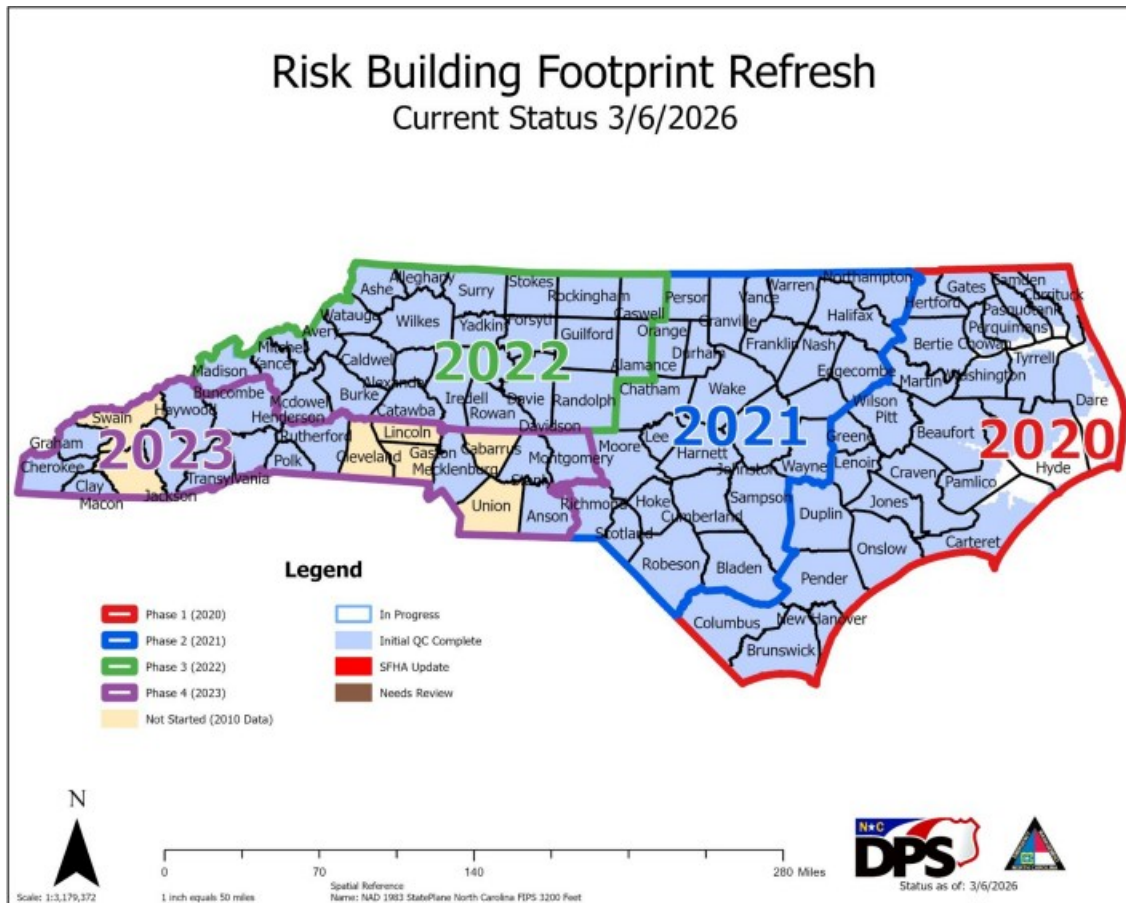 Risk Building Footprint Refresh
Current Status 3/6/2026
Alleghany
Ashe
Surry
Stokes
Rockingham
Caswell
Person
Granville
Vance
Warren
Northampton
Hertford
Gates
Camden
Currituck
Pasquotank
Perquimans
Watauga
Wilkes
Yadkin
Forsyth
Guilford
Orange
Durham
Franklin
Nash
Halifax
Bertie
Chowan
Avery
Mitchell
Yancey
Madison
Caldwell
Alexander
2022
Alamance
Edgecombe
Martin
Washington
Tyrrell
Dare
Buncombe
Mcdowell
Burke
Catawba
Iredell
Davie
Rowan
Randolph
Davidson
Chatham
Wake
Wilson
Pitt
Beaufort
2020
Hyde
Swain
Haywood
Henderson
Rutherford
Lincoln
Cabarrus
Moore
Lee
Harnett
2021
Johnston
Wayne
Greene
Lenoir
Craven
Pamlico
Graham
2023
Cherokee
Clay
Macon
Jackson
Transylvania
Polk
Cleveland
Gaston
Mecklenburg
Montgomery
Union
Anson
Richmond
Scotland
Hoke
Cumberland
Sampson
Duplin
Jones
Onslow
Carteret
Robeson
Bladen
Pender
Columbus
New Hanover
Brunswick
Legend
Phase 1 (2020)
Phase 2 (2021)
Phase 3 (2022)
Phase 4 (2023)
Not Started (2010 Data)
In Progress
Initial QC Complete
SFHA Update
Needs Review
N
Scale: 1:3,179,372
0 70 140 280 Miles
1 inch equals 50 miles
Spatial Reference
Name: NAD 1983 StatePlane North Carolina FIPS 3200 Feet
N★C
DPS
Status as of: 3/6/2026